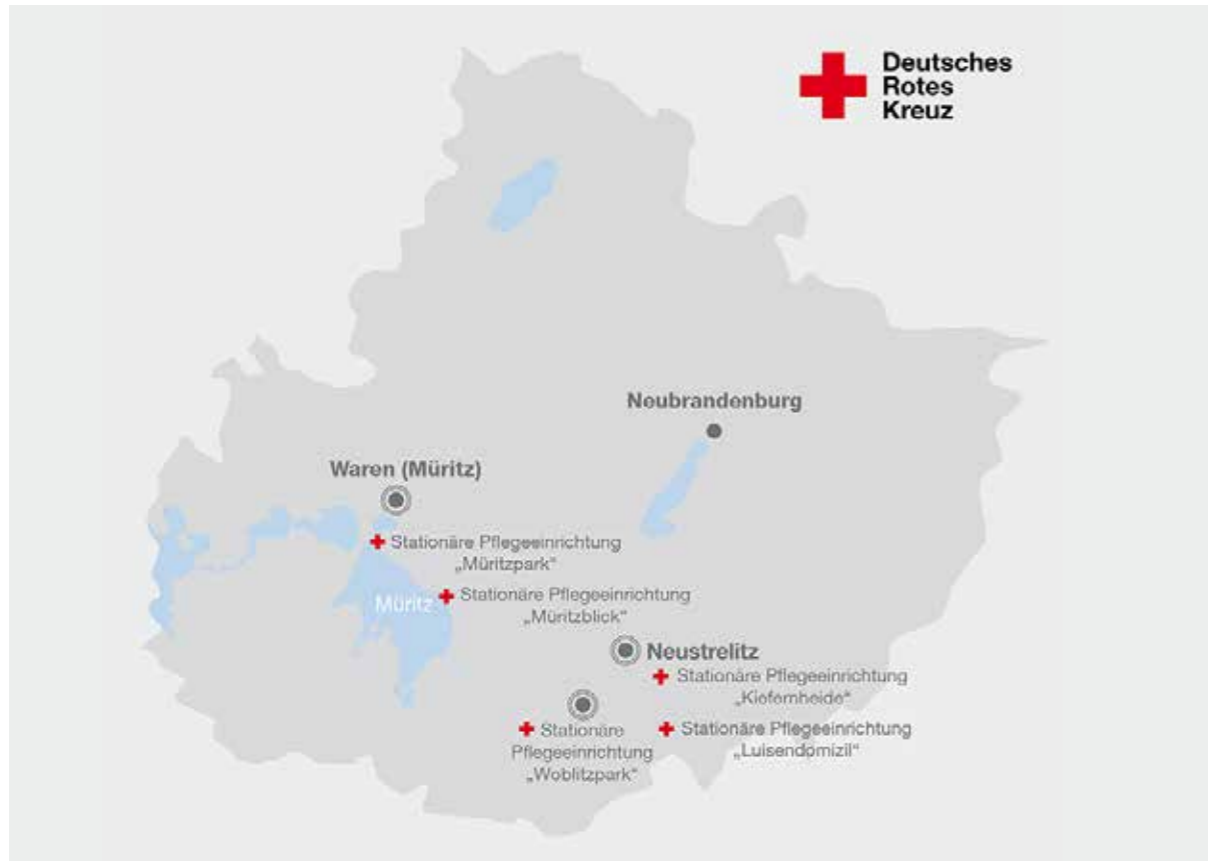 Deutsches
Rotes
Kreuz
Neubrandenburg
Waren (Müritz)
Stationäre Pflegeeinrichtung
„Müritzpark“
Müritz
Stationäre Pflegeeinrichtung
„Müritzblick“
Neustrelitz
Stationäre Pflegeeinrichtung
„Kiefernheide“
Stationäre
Pflegeeinrichtung
„Woblitzpark“
Stationäre Pflegeeinrichtung
„Luisendomizil“